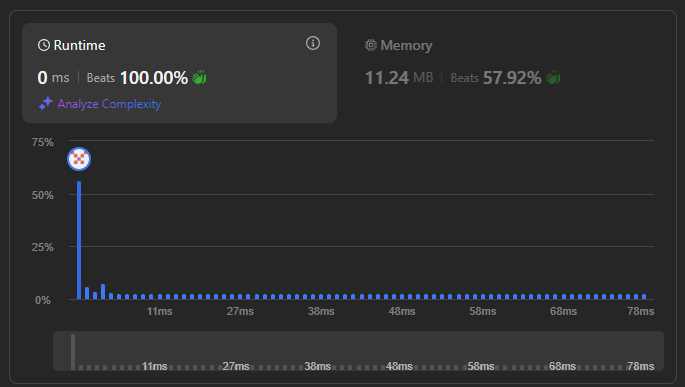 Runtime
0 ms | Beats 100.00%
Analyze Complexity
Memory
11.24 MB | Beats 57.92%
75%
50%
25%
0%
11ms 27ms 38ms 48ms 58ms 68ms 78ms
11ms 27ms 38ms 48ms 58ms 68ms 78ms